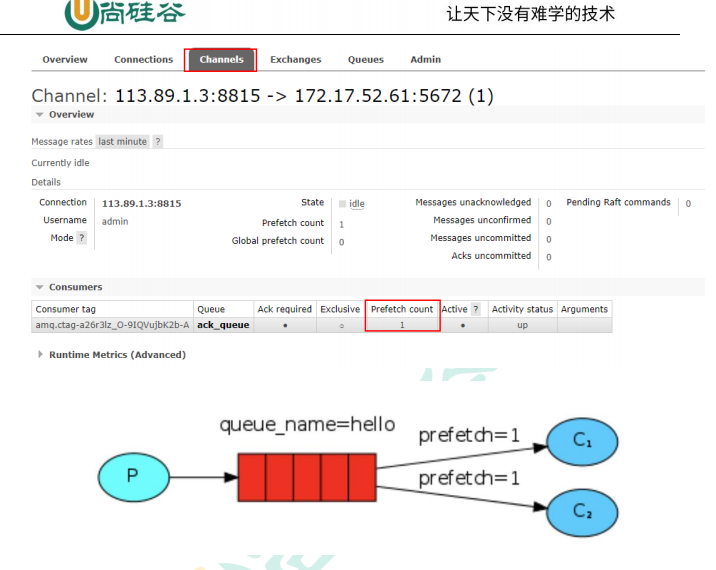 尚硅谷
让天下没有难学的技术
Overview Connections Channels Exchanges Queues Admin
Channel: 113.89.1.3:8815 -> 172.17.52.61:5672 (1)
Overview
Message rates last minute ?
Currently idle
Details
Connection 113.89.1.3:8815
Username admin
Mode ?
State idle
Prefetch count 1
Global prefetch count 0
Messages unacknowledged 0
Messages unconfirmed 0
Messages uncommitted 0
Acks uncommitted 0
Pending Raft commands 0
Consumers
Consumer tag Queue Ack required Exclusive Prefetch count Active ? Activity status Arguments
amq.ctag-a26r3lz_O-9IQVujbK2b-A ack_queue ● ○ 1 ● up
Runtime Metrics (Advanced)
queue_name=hello
prefetch=1
prefetch=1
P
C₁
C₂